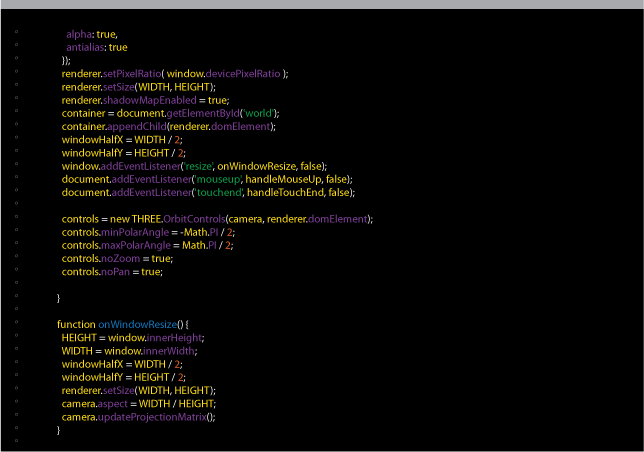 alpha: true,
antialias: true
});
renderer.setPixelRatio( window.devicePixelRatio );
renderer.setSize(WIDTH, HEIGHT);
renderer.shadowMapEnabled = true;
container = document.getElementById('world');
container.appendChild(renderer.domElement);
windowHalfX = WIDTH / 2;
windowHalfY = HEIGHT / 2;
window.addEventListener('resize', onWindowResize, false);
document.addEventListener('mouseup', handleMouseUp, false);
document.addEventListener('touchend', handleTouchEnd, false);
controls = new THREE.OrbitControls(camera, renderer.domElement);
controls.minPolarAngle = -Math.PI / 2;
controls.maxPolarAngle = Math.PI / 2;
controls.noZoom = true;
controls.noPan = true;
}
function onWindowResize() {
HEIGHT = window.innerHeight;
WIDTH = window.innerWidth;
windowHalfX = WIDTH / 2;
windowHalfY = HEIGHT / 2;
renderer.setSize(WIDTH, HEIGHT);
camera.aspect = WIDTH / HEIGHT;
camera.updateProjectionMatrix();
}